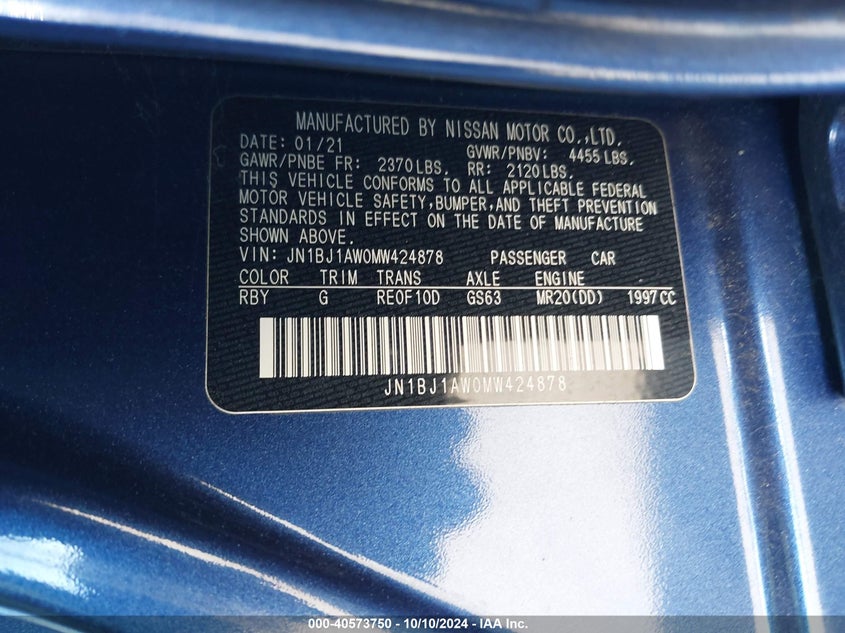 MANUFACTURED BY NISSAN MOTOR CO.,LTD.
DATE: 01/21 GVWR/PNBV: 4455 LBS.
GAWR/PNBE FR: 2370 LBS. RR: 2120 LBS.
THIS VEHICLE CONFORMS TO ALL APPLICABLE FEDERAL
MOTOR VEHICLE SAFETY, BUMPER, AND THEFT PREVENTION
STANDARDS IN EFFECT ON THE DATE OF MANUFACTURE
SHOWN ABOVE.
VIN: JN1BJ1AW0MW424878 PASSENGER CAR
COLOR TRIM TRANS AXLE ENGINE
RBY G RE0F10D GS63 MR20(DD) 1997 CC
JN1BJ1AW0MW424878
000-40573750 - 10/10/2024 - IAA Inc.